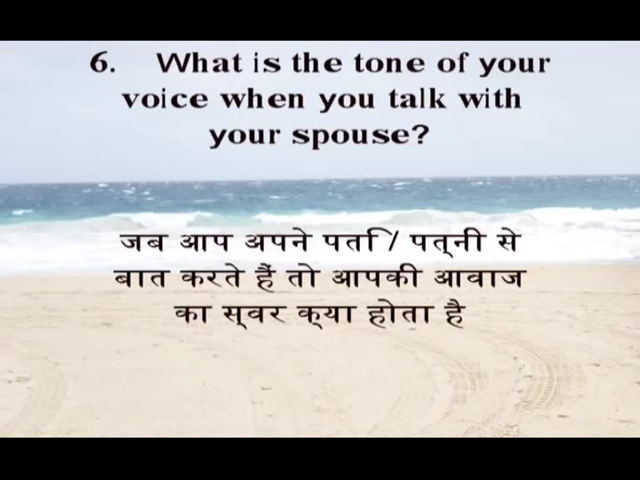 6. What is the tone of your
voice when you talk with
your spouse?
जब आप अपने पति / पत्नी से
बात करते हैं तो आपकी आवाज
का स्वर क्या होता है